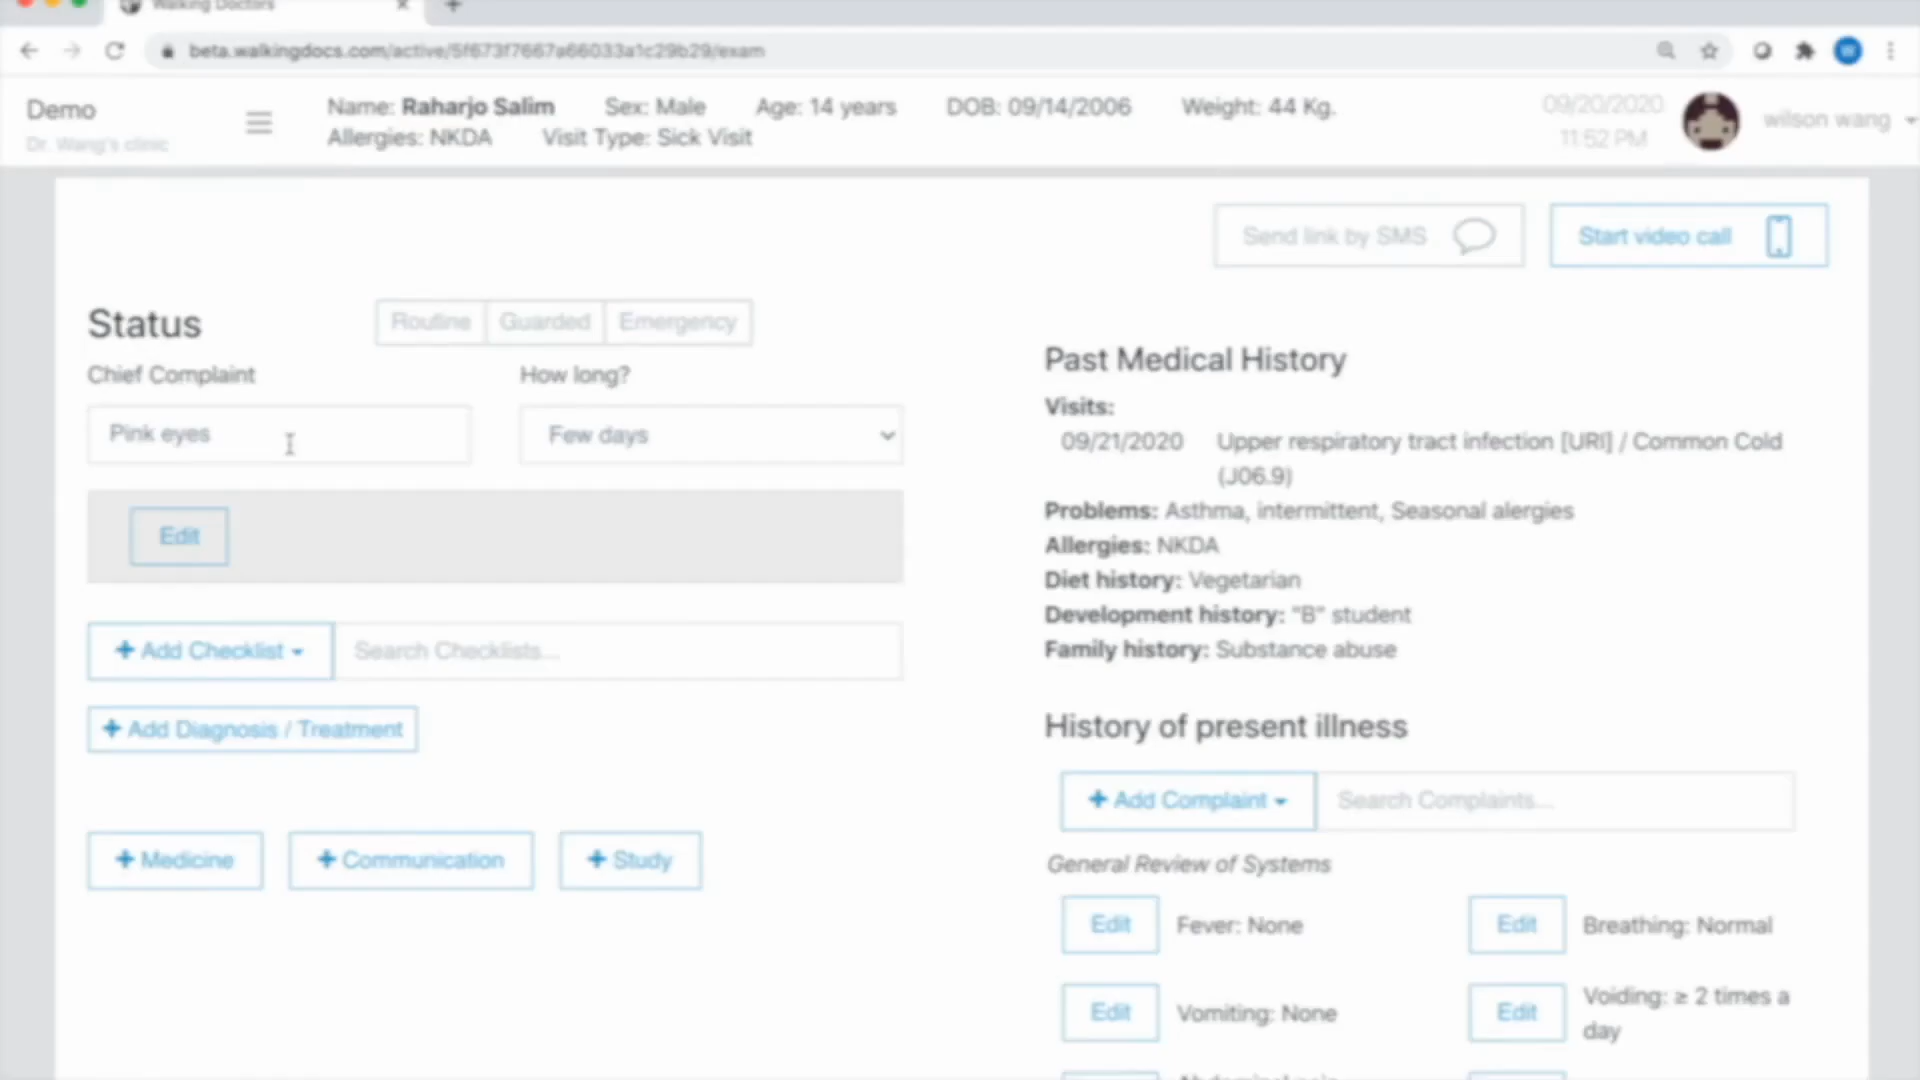 Walking Doctors
beta.walkingdocs.com/active/5f673f7667a66033a1c29b29/exam
Demo
Dr. Wang's clinic
Name: Raharjo Salim Sex: Male Age: 14 years DOB: 09/14/2006 Weight: 44 Kg.
Allergies: NKDA Visit Type: Sick Visit
09/20/2020
11:52 PM
wilson wang
Send link by SMS
Start video call
Status
Routine Guarded Emergency
Chief Complaint How long?
Pink eyes Few days
Edit
+ Add Checklist Search Checklists...
+ Add Diagnosis / Treatment
+ Medicine + Communication + Study
Past Medical History
Visits:
09/21/2020 Upper respiratory tract infection [URI] / Common Cold
(J06.9)
Problems: Asthma, intermittent, Seasonal alergies
Allergies: NKDA
Diet history: Vegetarian
Development history: "B" student
Family history: Substance abuse
History of present illness
+ Add Complaint Search Complaints...
General Review of Systems
Edit Fever: None Edit Breathing: Normal
Edit Vomiting: None Edit Voiding: ≥ 2 times a
day